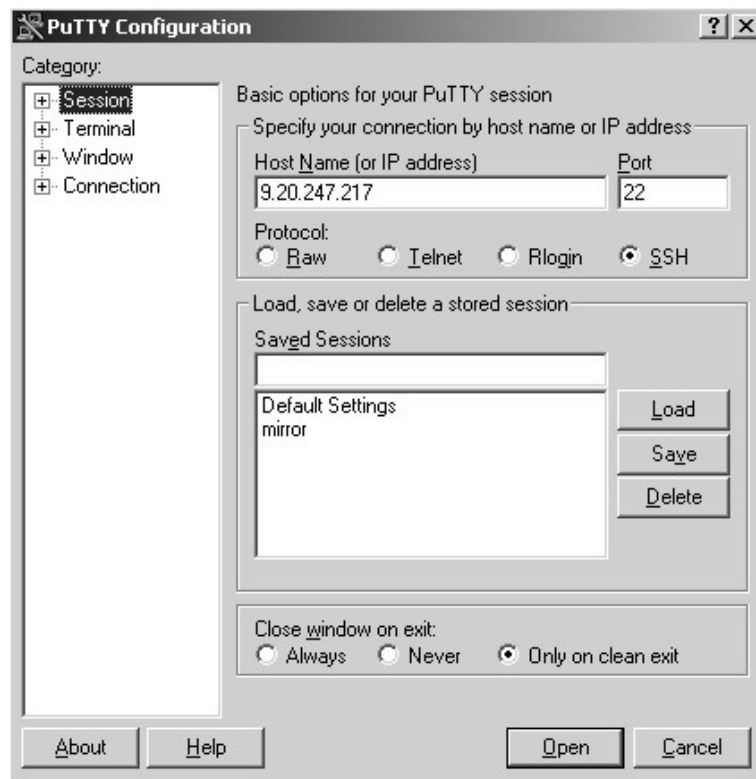 PuTTY Configuration
Category:
Session
Terminal
Window
Connection
Basic options for your PuTTY session
Specify your connection by host name or IP address
Host Name (or IP address) Port
9.20.247.217 22
Protocol:
Raw Telnet Rlogin SSH
Load, save or delete a stored session
Saved Sessions
Default Settings
mirror
Load
Save
Delete
Close window on exit:
Always Never Only on clean exit
About Help Open Cancel